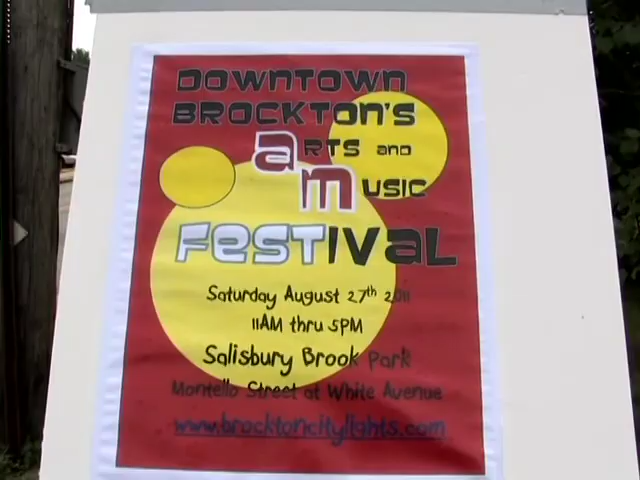 DOWNTOWN
BROCKTON'S
aRTS AND
mUSIC
FESTIVAL
Saturday August 27th 2011
11AM thru 5PM
Salisbury Brook Park
Montello Street at White Avenue
www.brocktoncitylights.com